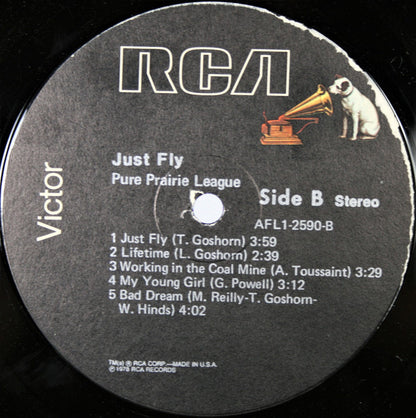 RCA
Victor
Just Fly
Pure Prairie League
Side B Stereo
AFL1-2590-B
1 Just Fly (T. Goshorn) 3:59
2 Lifetime (L. Goshorn) 2:39
3 Working in the Coal Mine (A. Toussaint) 3:29
4 My Young Girl (G. Powell) 3:12
5 Bad Dream (M. Reilly-T. Goshorn-
W. Hinds) 4:02
TM(s) ® RCA CORP.—MADE IN U.S.A.
℗ 1978 RCA RECORDS